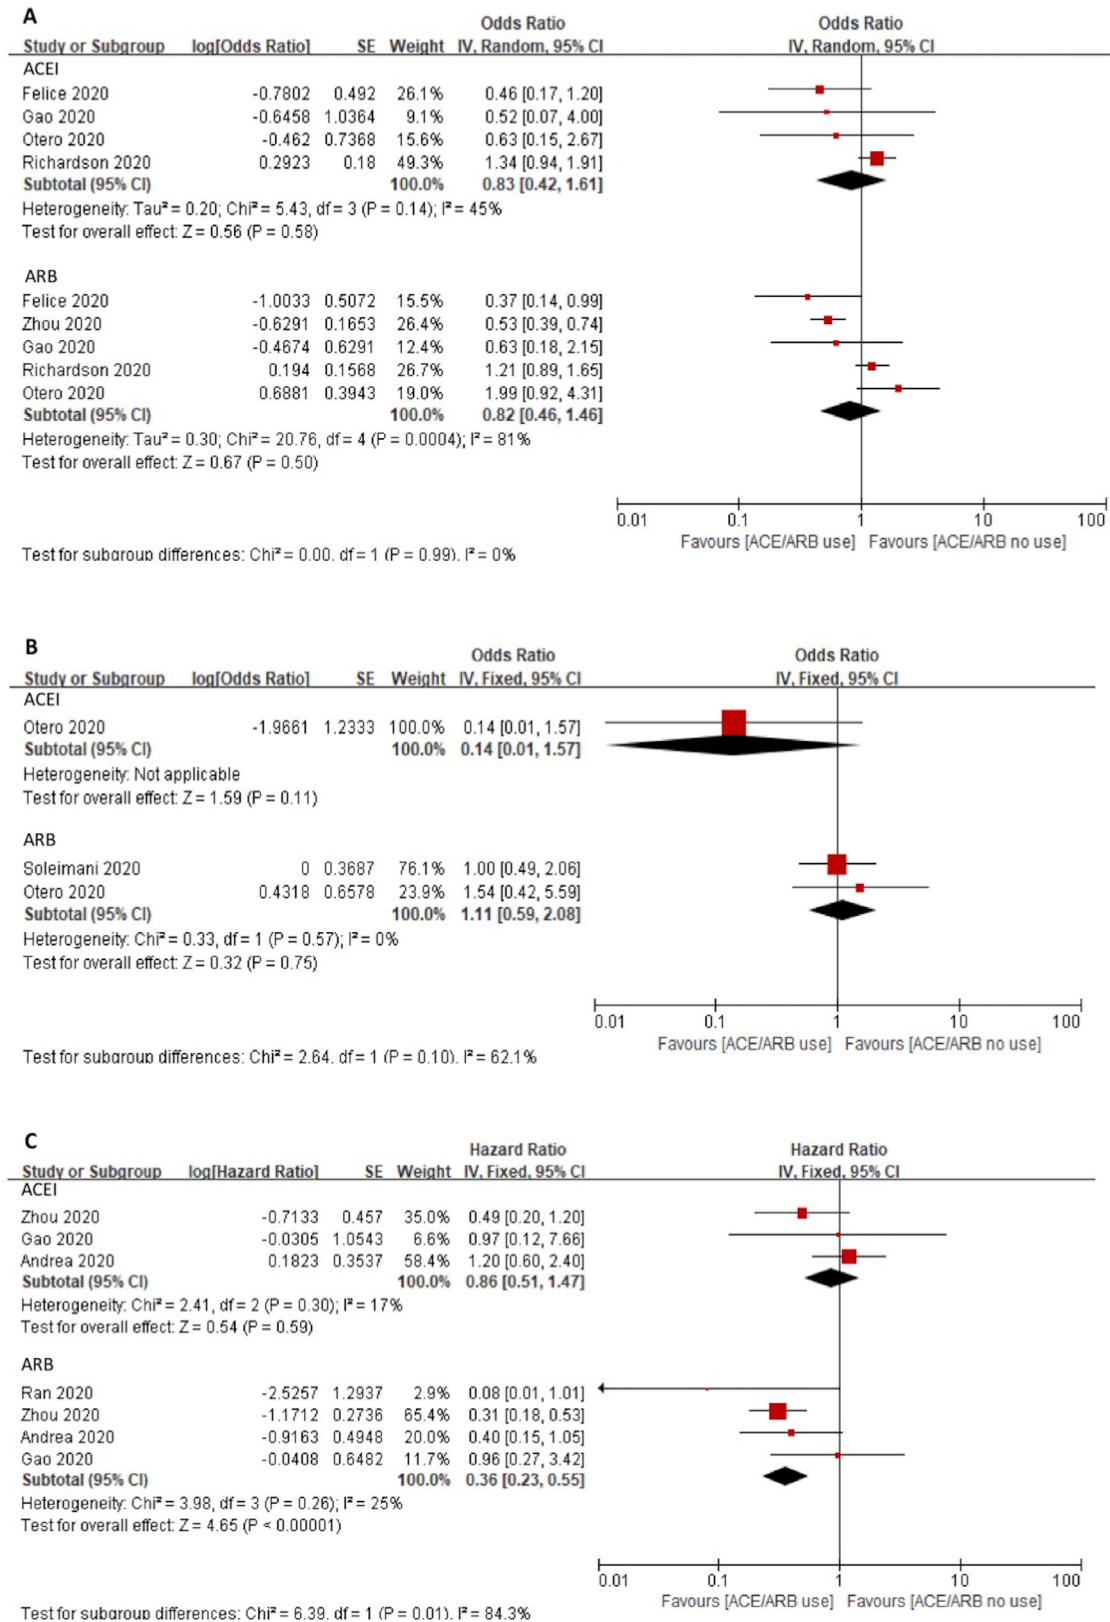 A
Odds Ratio Odds Ratio
Study or Subgroup log[Odds Ratio] SE Weight IV, Random, 95% CI IV, Random, 95% CI
ACEI
Felice 2020 -0.7802 0.492 26.1% 0.46 [0.17, 1.20]
Gao 2020 -0.6458 1.0364 9.1% 0.52 [0.07, 4.00]
Otero 2020 -0.462 0.7368 15.6% 0.63 [0.15, 2.67]
Richardson 2020 0.2923 0.18 49.3% 1.34 [0.94, 1.91]
Subtotal (95% CI) 100.0% 0.83 [0.42, 1.61]
Heterogeneity: Tau² = 0.20; Chi² = 5.43, df = 3 (P = 0.14); I² = 45%
Test for overall effect: Z = 0.56 (P = 0.58)
ARB
Felice 2020 -1.0033 0.5072 15.5% 0.37 [0.14, 0.99]
Zhou 2020 -0.6291 0.1653 26.4% 0.53 [0.39, 0.74]
Gao 2020 -0.4674 0.6291 12.4% 0.63 [0.18, 2.15]
Richardson 2020 0.194 0.1568 26.7% 1.21 [0.89, 1.65]
Otero 2020 0.6881 0.3943 19.0% 1.99 [0.92, 4.31]
Subtotal (95% CI) 100.0% 0.82 [0.46, 1.46]
Heterogeneity: Tau² = 0.30; Chi² = 20.76, df = 4 (P = 0.0004); I² = 81%
Test for overall effect: Z = 0.67 (P = 0.50)
0.01 0.1 1 10 100
Favours [ACE/ARB use] Favours [ACE/ARB no use]
Test for subgroup differences: Chi² = 0.00, df = 1 (P = 0.99), I² = 0%
B
Odds Ratio Odds Ratio
Study or Subgroup log[Odds Ratio] SE Weight IV, Fixed, 95% CI IV, Fixed, 95% CI
ACEI
Otero 2020 -1.9661 1.2333 100.0% 0.14 [0.01, 1.57]
Subtotal (95% CI) 100.0% 0.14 [0.01, 1.57]
Heterogeneity: Not applicable
Test for overall effect: Z = 1.59 (P = 0.11)
ARB
Soleimani 2020 0 0.3687 76.1% 1.00 [0.49, 2.06]
Otero 2020 0.4318 0.6578 23.9% 1.54 [0.42, 5.59]
Subtotal (95% CI) 100.0% 1.11 [0.59, 2.08]
Heterogeneity: Chi² = 0.33, df = 1 (P = 0.57); I² = 0%
Test for overall effect: Z = 0.32 (P = 0.75)
0.01 0.1 1 10 100
Favours [ACE/ARB use] Favours [ACE/ARB no use]
Test for subgroup differences: Chi² = 2.64, df = 1 (P = 0.10), I² = 62.1%
C
Hazard Ratio Hazard Ratio
Study or Subgroup log[Hazard Ratio] SE Weight IV, Fixed, 95% CI IV, Fixed, 95% CI
ACEI
Zhou 2020 -0.7133 0.457 35.0% 0.49 [0.20, 1.20]
Gao 2020 -0.0305 1.0543 6.6% 0.97 [0.12, 7.66]
Andrea 2020 0.1823 0.3537 58.4% 1.20 [0.60, 2.40]
Subtotal (95% CI) 100.0% 0.86 [0.51, 1.47]
Heterogeneity: Chi² = 2.41, df = 2 (P = 0.30); I² = 17%
Test for overall effect: Z = 0.54 (P = 0.59)
ARB
Ran 2020 -2.5257 1.2937 2.9% 0.08 [0.01, 1.01]
Zhou 2020 -1.1712 0.2736 65.4% 0.31 [0.18, 0.53]
Andrea 2020 -0.9163 0.4948 20.0% 0.40 [0.15, 1.05]
Gao 2020 -0.0408 0.6482 11.7% 0.96 [0.27, 3.42]
Subtotal (95% CI) 100.0% 0.36 [0.23, 0.55]
Heterogeneity: Chi² = 3.98, df = 3 (P = 0.26); I² = 25%
Test for overall effect: Z = 4.65 (P < 0.00001)
0.01 0.1 1 10 100
Favours [ACE/ARB use] Favours [ACE/ARB no use]
Test for subgroup differences: Chi² = 6.39, df = 1 (P = 0.01), I² = 84.3%